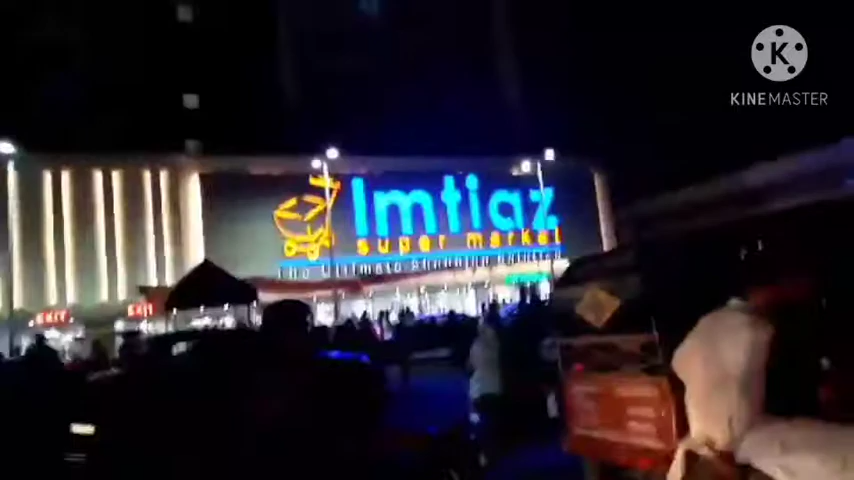 KINEMASTER
Imtiaz
super market
EXIT
EXIT